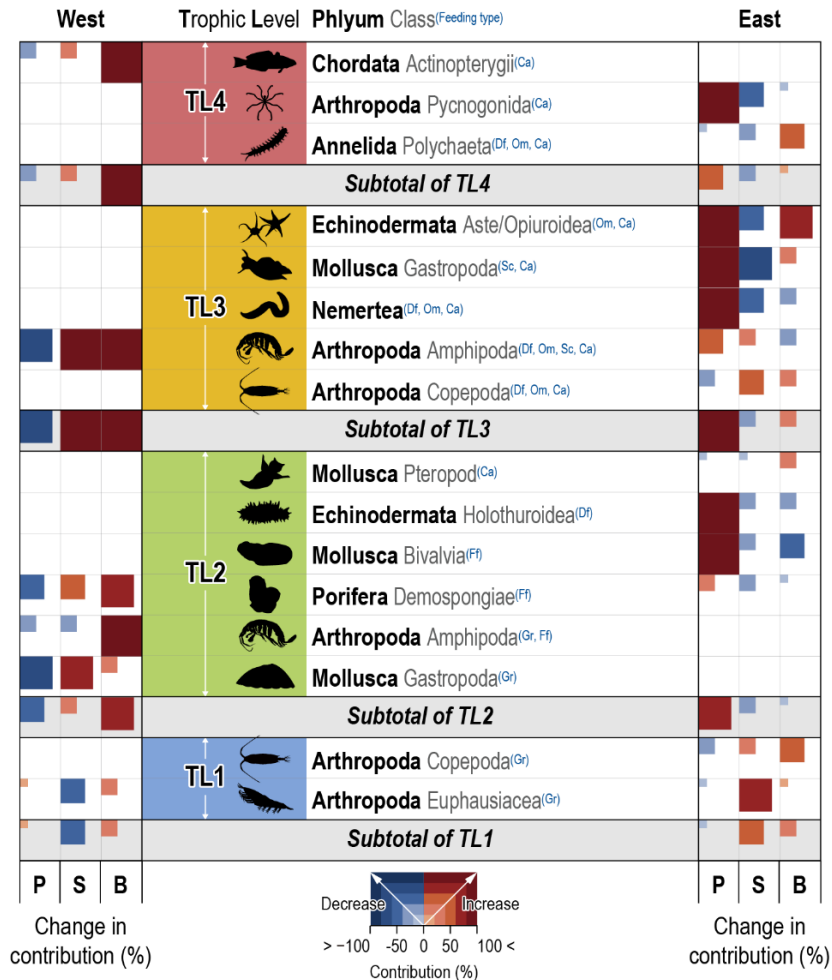 West Trophic Level Phlyum Class(Feeding type) East
TL4
Chordata Actinopterygii(Ca)
Arthropoda Pycnogonida(Ca)
Annelida Polychaeta(Df, Om, Ca)
Subtotal of TL4
TL3
Echinodermata Aste/Opiuroidea(Om, Ca)
Mollusca Gastropoda(Sc, Ca)
Nemertea(Df, Om, Ca)
Arthropoda Amphipoda(Df, Om, Sc, Ca)
Arthropoda Copepoda(Df, Om, Ca)
Subtotal of TL3
TL2
Mollusca Pteropod(Ca)
Echinodermata Holothuroidea(Df)
Mollusca Bivalvia(Ff)
Porifera Demospongiae(Ff)
Arthropoda Amphipoda(Gr, Ff)
Mollusca Gastropoda(Gr)
Subtotal of TL2
TL1
Arthropoda Copepoda(Gr)
Arthropoda Euphausiacea(Gr)
Subtotal of TL1
P S B
Change in
contribution (%)
Decrease Increase
> −100 -50 0 50 100 <
Contribution (%)
P S B
Change in
contribution (%)